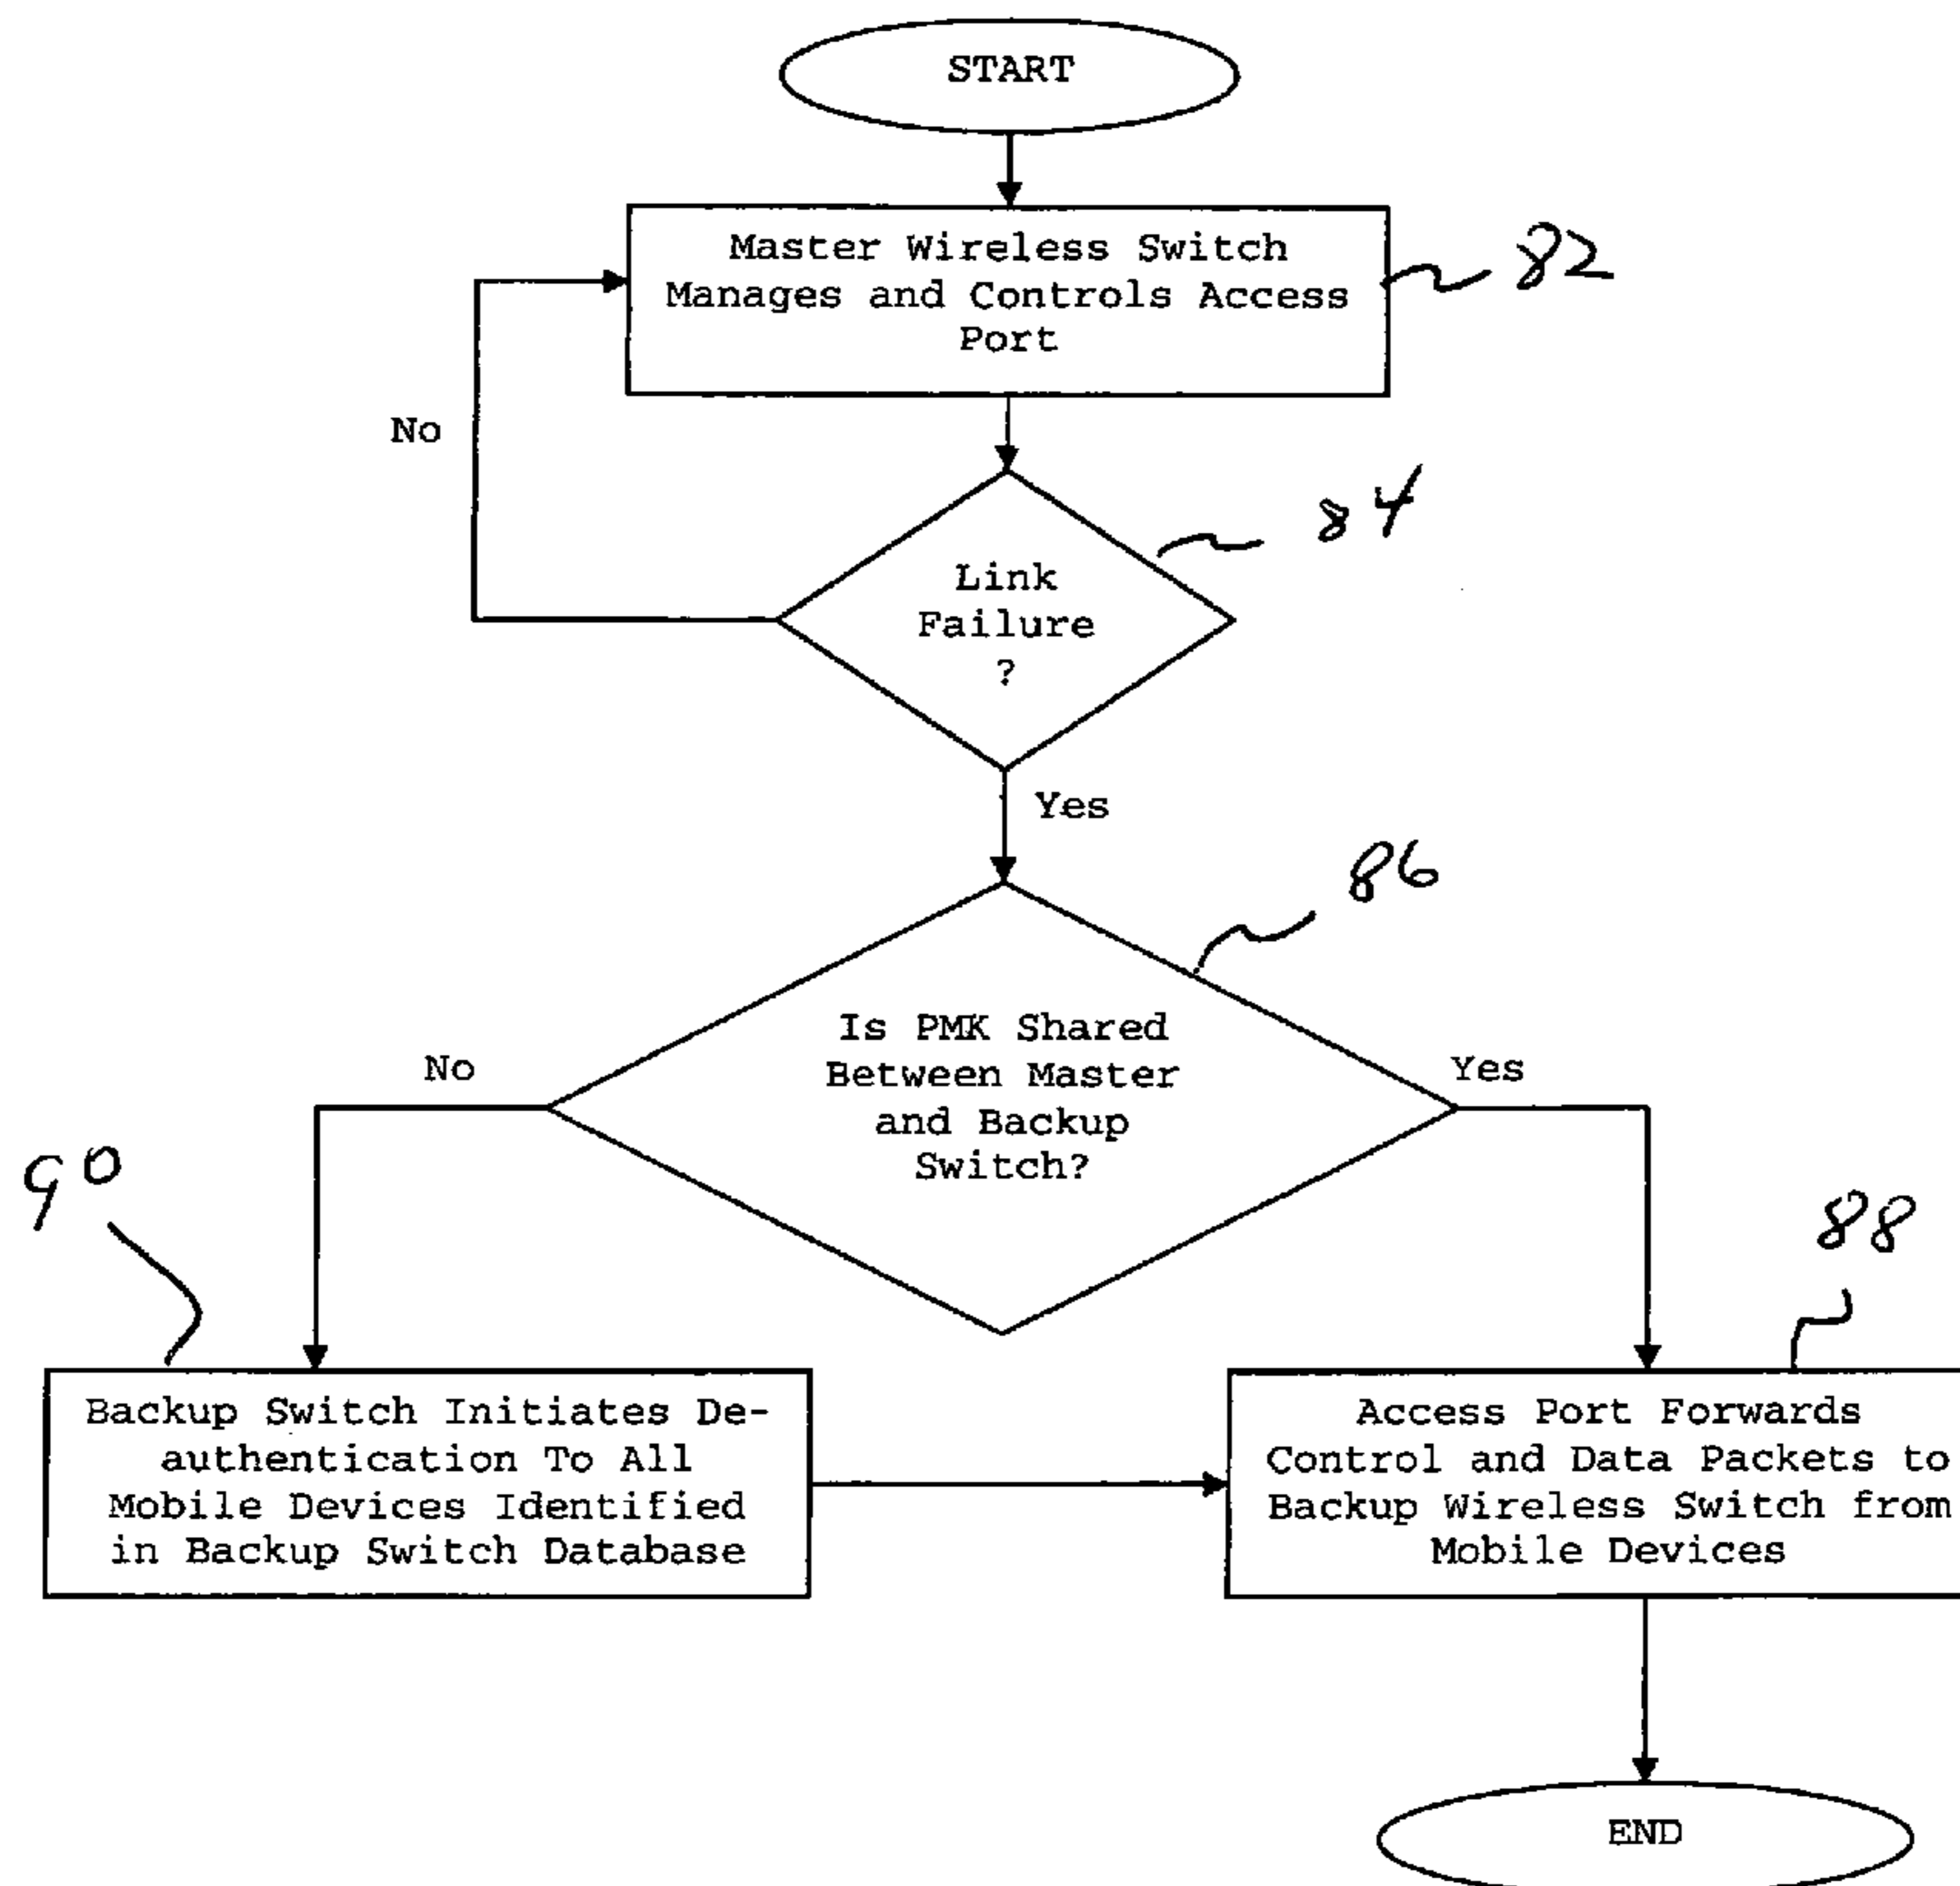 START
Master Wireless Switch
Manages and Controls Access
Port
82
No
84
Link
Failure
?
Yes
86
Is PMK Shared
Between Master
and Backup
Switch?
No
Yes
90
88
Backup Switch Initiates De-
authentication To All
Mobile Devices Identified
in Backup Switch Database
Access Port Forwards
Control and Data Packets to
Backup Wireless Switch from
Mobile Devices
END